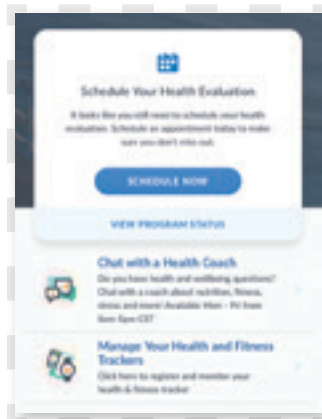 Schedule Your Health Evaluation
It looks like you still need to schedule your health
evaluation. Schedule an appointment today to make
sure you don't miss out.
SCHEDULE NOW
VIEW PROGRAM STATUS
Chat with a Health Coach
Do you have health and wellbeing questions?
Chat with a coach about nutrition, fitness,
stress and more! Available Mon - Fri from
8am-5pm CST
Manage Your Health and Fitness
Trackers
Click here to register and monitor your
health & fitness tracker